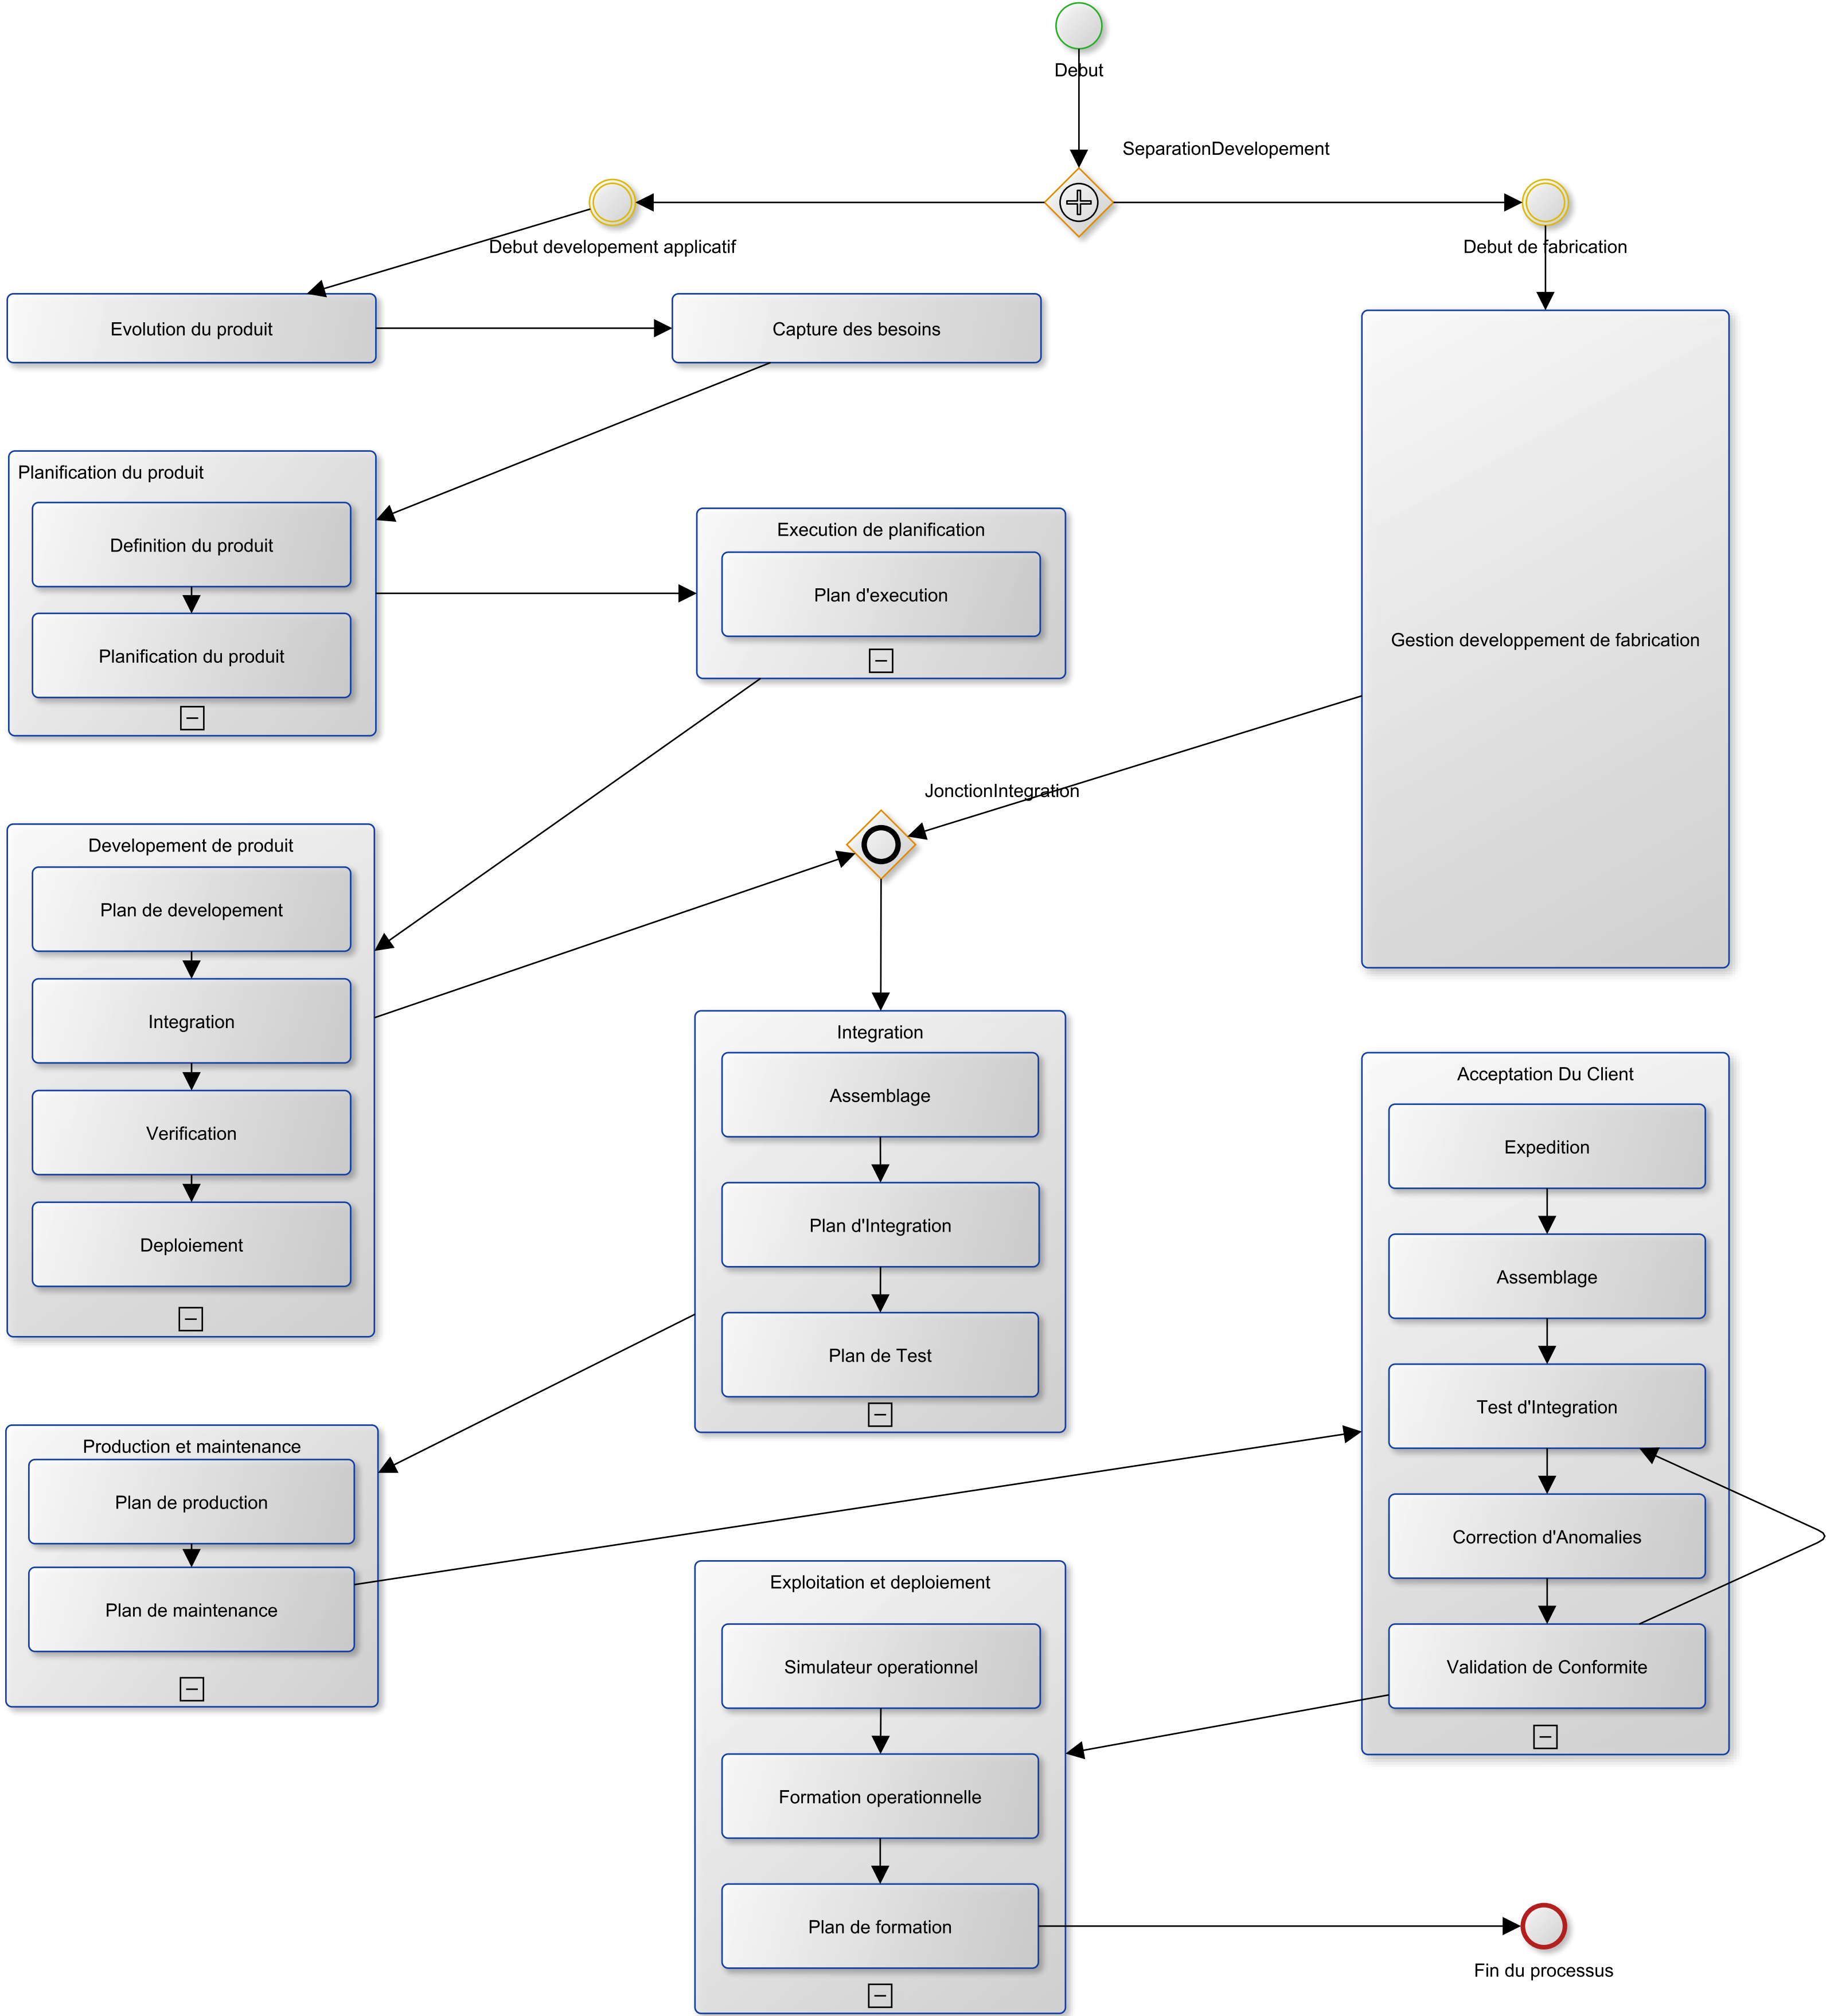 Debut
SeparationDevelopement
Debut developement applicatif
Debut de fabrication
Evolution du produit
Capture des besoins
Planification du produit
Definition du produit
Planification du produit
Execution de planification
Plan d'execution
Gestion developpement de fabrication
JonctionIntegration
Developement de produit
Plan de developement
Integration
Verification
Deploiement
Integration
Assemblage
Plan d'Integration
Plan de Test
Acceptation Du Client
Expedition
Assemblage
Test d'Integration
Correction d'Anomalies
Validation de Conformite
Production et maintenance
Plan de production
Plan de maintenance
Exploitation et deploiement
Simulateur operationnel
Formation operationnelle
Plan de formation
Fin du processus